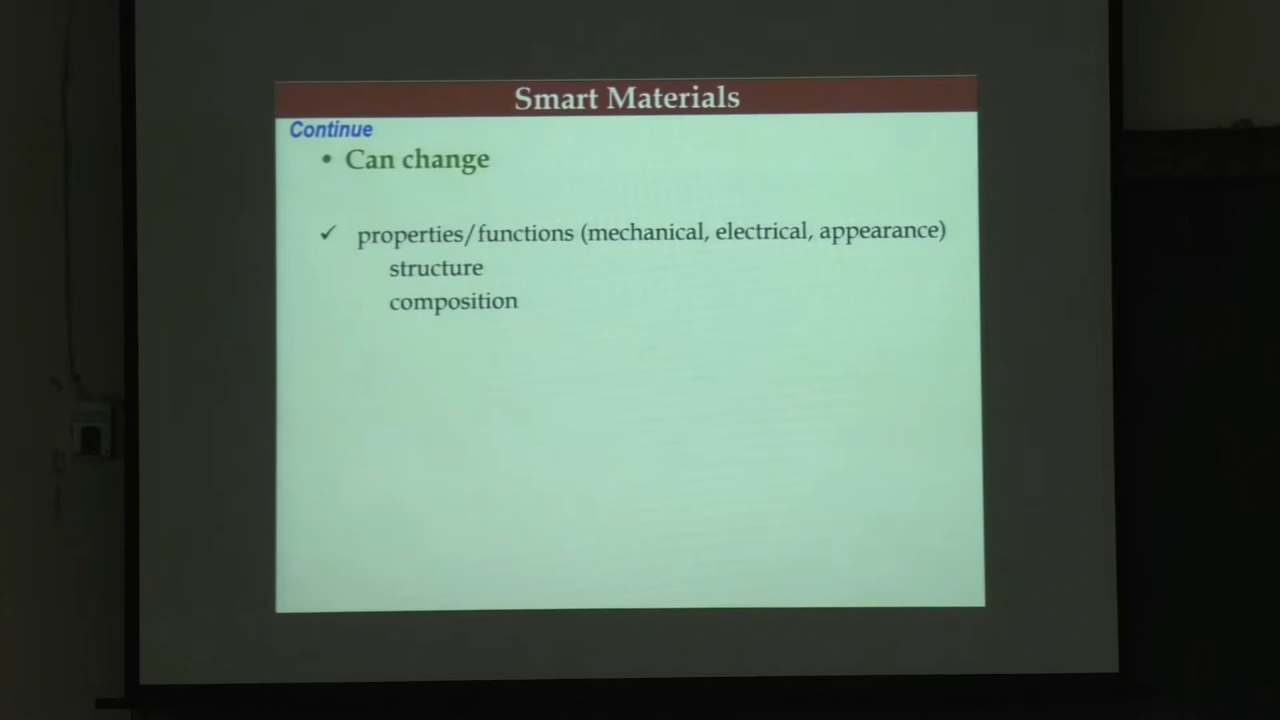 Smart Materials
Continue
• Can change
✓ properties/functions (mechanical, electrical, appearance)
structure
composition